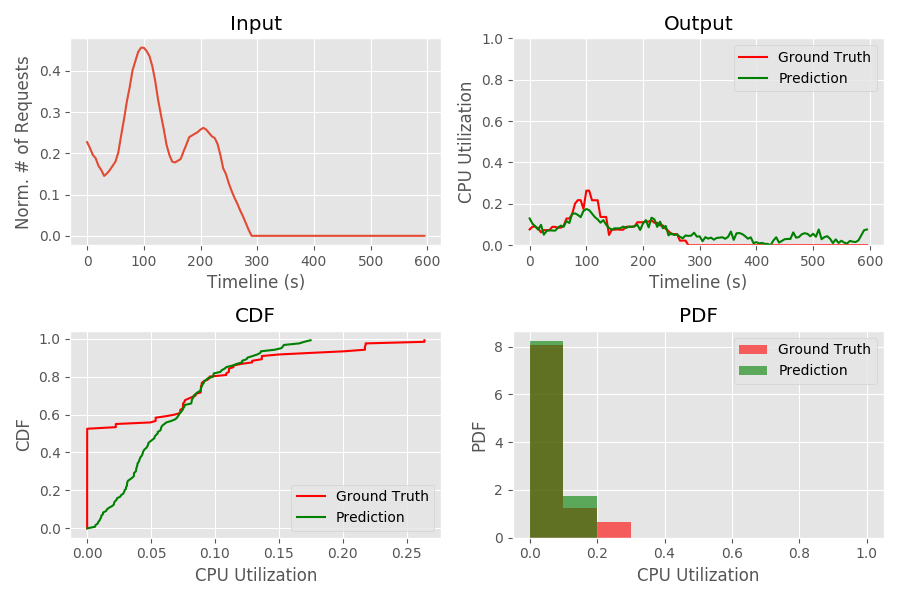 Input
Norm. # of Requests
0.4
0.3
0.2
0.1
0.0
0 100 200 300 400 500 600
Timeline (s)
Output
CPU Utilization
1.0
0.8
0.6
0.4
0.2
0.0
Ground Truth
Prediction
0 100 200 300 400 500 600
Timeline (s)
CDF
CDF
1.0
0.8
0.6
0.4
0.2
0.0
Ground Truth
Prediction
0.00 0.05 0.10 0.15 0.20 0.25
CPU Utilization
PDF
PDF
8
6
4
2
0
Ground Truth
Prediction
0.0 0.2 0.4 0.6 0.8 1.0
CPU Utilization